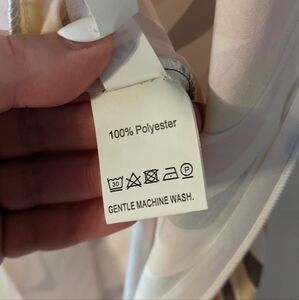 100% Polyester
30 P
GENTLE MACHINE WASH.